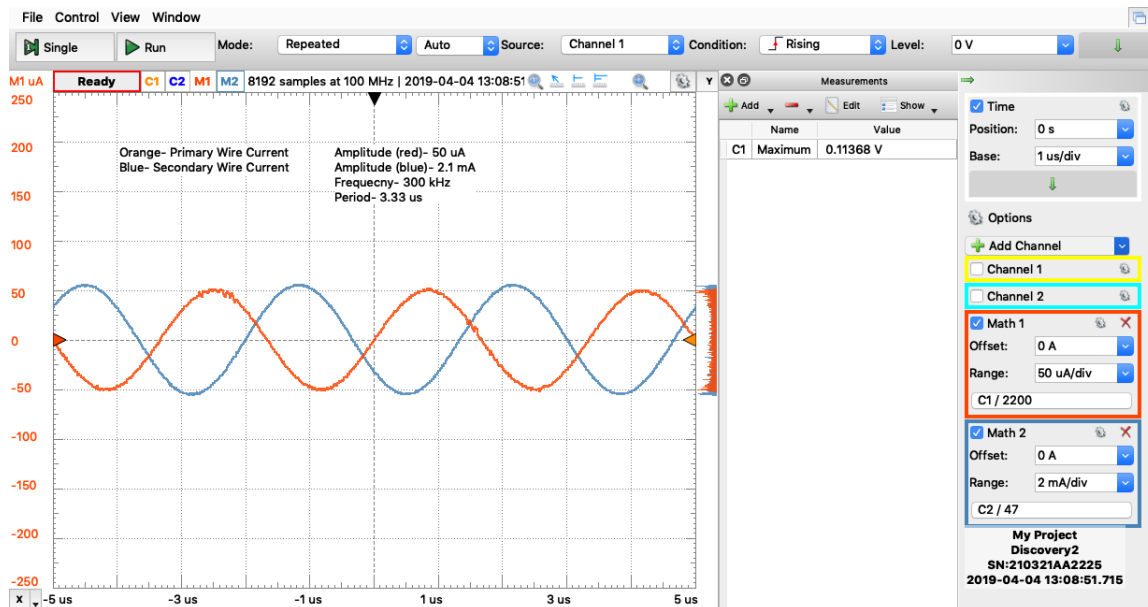 File Control View Window
Single Run Mode: Repeated Auto Source: Channel 1 Condition: Rising Level: 0 V
M1 uA Ready C1 C2 M1 M2 8192 samples at 100 MHz | 2019-04-04 13:08:51 Y
250
200
150
100
50
0
-50
-100
-150
-200
-250
Orange- Primary Wire Current
Blue- Secondary Wire Current
Amplitude (red)- 50 uA
Amplitude (blue)- 2.1 mA
Frequecny- 300 kHz
Period- 3.33 us
X -5 us -3 us -1 us 1 us 3 us 5 us
Measurements
Add Edit Show
Name Value
C1 Maximum 0.11368 V
Time
Position: 0 s
Base: 1 us/div
Options
Add Channel
Channel 1
Channel 2
Math 1
Offset: 0 A
Range: 50 uA/div
C1 / 2200
Math 2
Offset: 0 A
Range: 2 mA/div
C2 / 47
My Project
Discovery2
SN:210321AA2225
2019-04-04 13:08:51.715